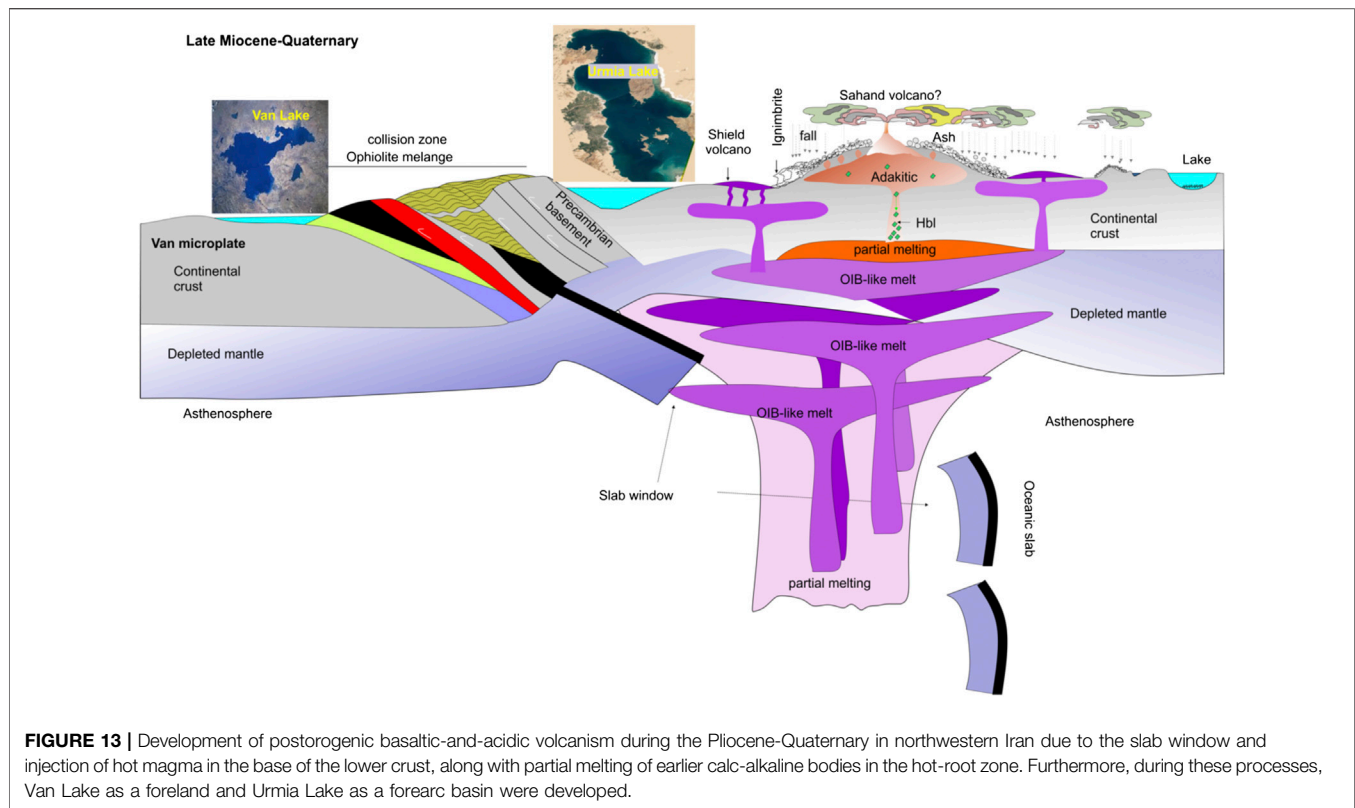 Late Miocene-Quaternary
Van Lake
collision zone
Ophiolite melange
Urmia Lake
Shield
volcano
Ignimbrite
fall
Sahand volcano?
Ash
Lake
Adakitic
Hbl
Continental
crust
Precambrian
basement
Van microplate
Continental
crust
partial melting
OIB-like melt
Depleted mantle
OIB-like melt
Depleted mantle
OIB-like melt
Asthenosphere
Asthenosphere
Slab window
Oceanic slab
partial melting
FIGURE 13 | Development of postorogenic basaltic-and-acidic volcanism during the Pliocene-Quaternary in northwestern Iran due to the slab window and
injection of hot magma in the base of the lower crust, along with partial melting of earlier calc-alkaline bodies in the hot-root zone. Furthermore, during these processes,
Van Lake as a foreland and Urmia Lake as a forearc basin were developed.